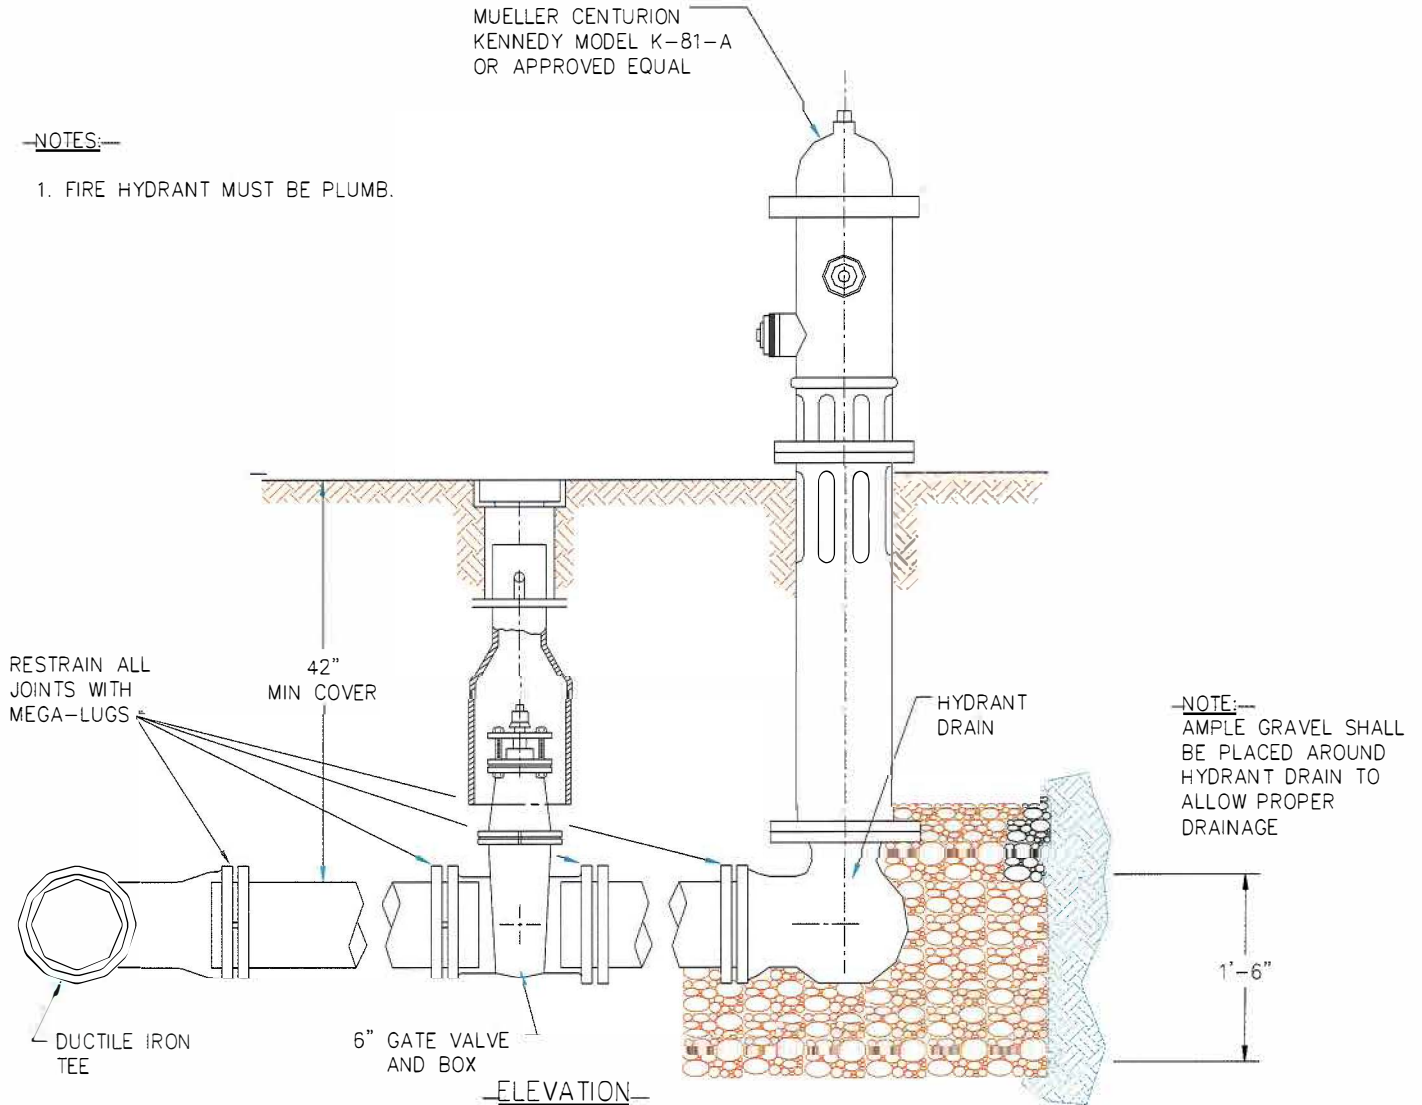 MUELLER CENTURION
KENNEDY MODEL K-81-A
OR APPROVED EQUAL
NOTES:
1. FIRE HYDRANT MUST BE PLUMB.
RESTRAIN ALL
JOINTS WITH
MEGA-LUGS
42"
MIN COVER
HYDRANT
DRAIN
NOTE:
AMPLE GRAVEL SHALL
BE PLACED AROUND
HYDRANT DRAIN TO
ALLOW PROPER
DRAINAGE
1'-6"
DUCTILE IRON
TEE
6" GATE VALVE
AND BOX
ELEVATION